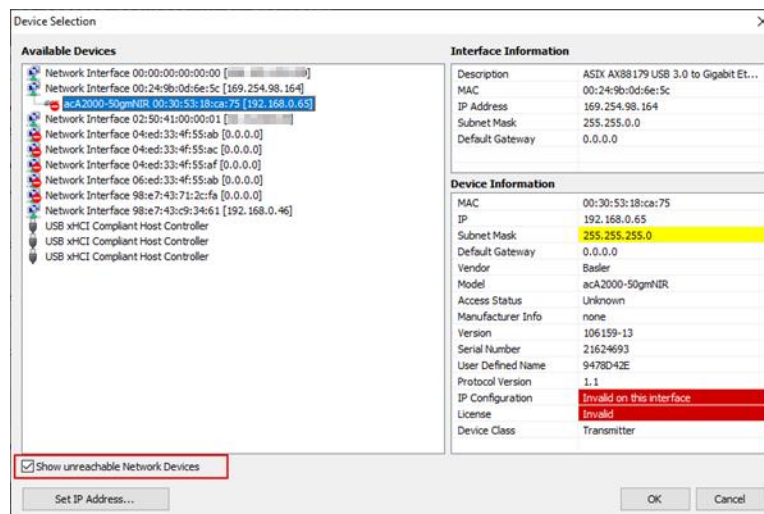 Device Selection
Available Devices
Network Interface 00:00:00:00:00:00 [
Network Interface 00:24:9b:0d:6e:5c [169.254.98.164]
acA2000-50gmNIR 00:30:53:18:ca:75 [192.168.0.65]
Network Interface 02:50:41:00:00:01 [
Network Interface 04:ed:33:4f:55:ab [0.0.0.0]
Network Interface 04:ed:33:4f:55:ac [0.0.0.0]
Network Interface 04:ed:33:4f:55:af [0.0.0.0]
Network Interface 06:ed:33:4f:55:ab [0.0.0.0]
Network Interface 98:e7:43:71:2c:fa [0.0.0.0]
Network Interface 98:e7:43:c9:34:61 [192.168.0.46]
USB xHCI Compliant Host Controller
USB xHCI Compliant Host Controller
USB xHCI Compliant Host Controller
Show unreachable Network Devices
Set IP Address...
Interface Information
Description ASIX AX88179 USB 3.0 to Gigabit Et...
MAC 00:24:9b:0d:6e:5c
IP Address 169.254.98.164
Subnet Mask 255.255.0.0
Default Gateway 0.0.0.0
Device Information
MAC 00:30:53:18:ca:75
IP 192.168.0.65
Subnet Mask 255.255.255.0
Default Gateway 0.0.0.0
Vendor Basler
Model acA2000-50gmNIR
Access Status Unknown
Manufacturer Info none
Version 106159-13
Serial Number 21624693
User Defined Name 9478D42E
Protocol Version 1.1
IP Configuration Invalid on this interface
License Invalid
Device Class Transmitter
OK Cancel